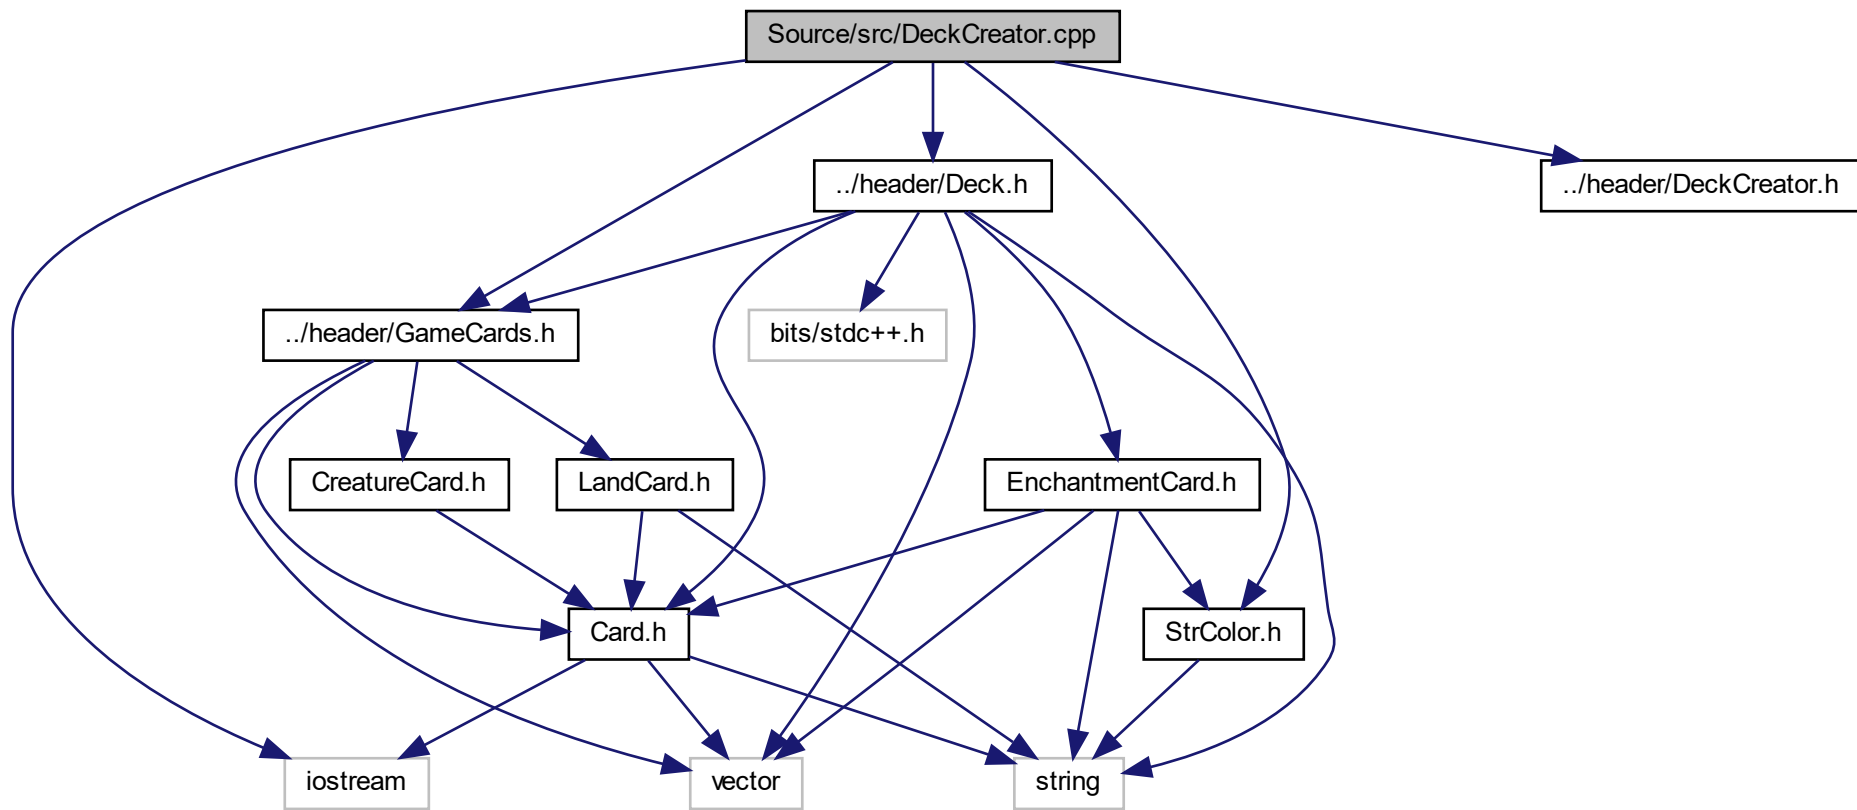 Source/src/DeckCreator.cpp
../header/Deck.h
../header/DeckCreator.h
../header/GameCards.h
bits/stdc++.h
CreatureCard.h
LandCard.h
EnchantmentCard.h
Card.h
StrColor.h
iostream
vector
string